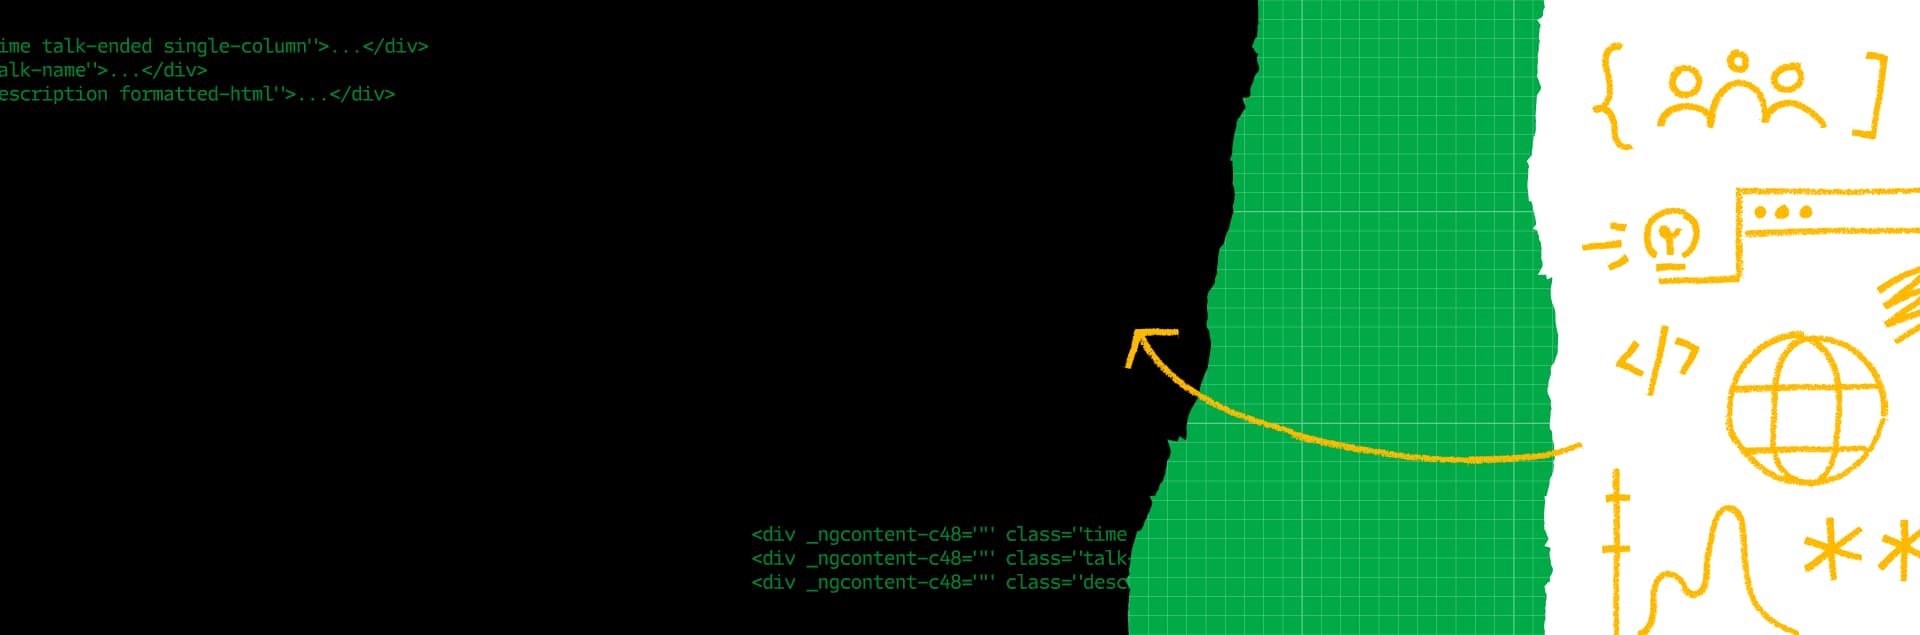 ime talk-ended single-column">...</div>
alk-name">...</div>
escription formatted-html">...</div>
</>
<div _ngcontent-c48='"' class="time
<div _ngcontent-c48='"' class="talk-
<div _ngcontent-c48='"' class="desc
**